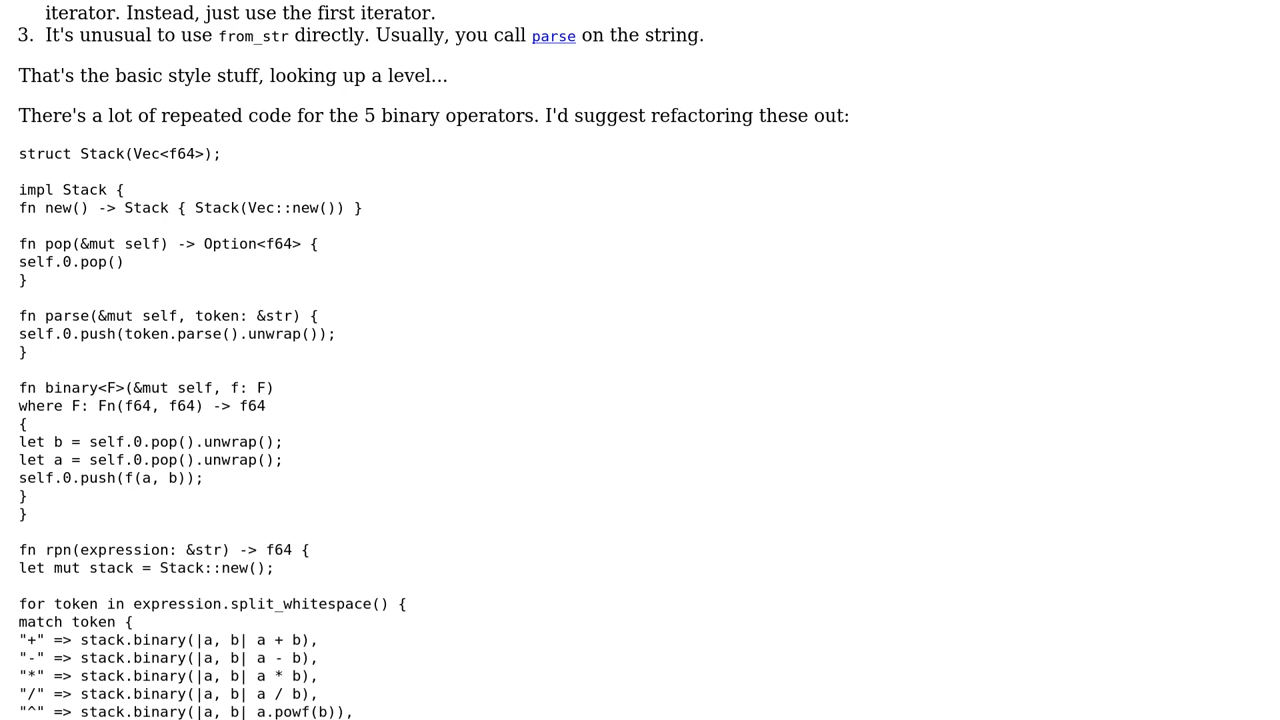 iterator. Instead, just use the first iterator.
3. It's unusual to use from_str directly. Usually, you call parse on the string.
That's the basic style stuff, looking up a level...
There's a lot of repeated code for the 5 binary operators. I'd suggest refactoring these out:
struct Stack(Vec<f64>);
impl Stack {
fn new() -> Stack { Stack(Vec::new()) }
fn pop(&mut self) -> Option<f64> {
self.0.pop()
}
fn parse(&mut self, token: &str) {
self.0.push(token.parse().unwrap());
}
fn binary<F>(&mut self, f: F)
where F: Fn(f64, f64) -> f64
{
let b = self.0.pop().unwrap();
let a = self.0.pop().unwrap();
self.0.push(f(a, b));
}
}
fn rpn(expression: &str) -> f64 {
let mut stack = Stack::new();
for token in expression.split_whitespace() {
match token {
"+" => stack.binary(|a, b| a + b),
"-" => stack.binary(|a, b| a - b),
"*" => stack.binary(|a, b| a * b),
"/" => stack.binary(|a, b| a / b),
"^" => stack.binary(|a, b| a.powf(b)),